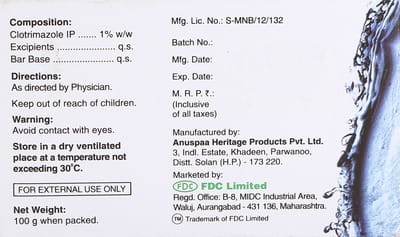 Composition:
Clotrimazole IP ....... 1% w/w
Excipients ...................... q.s.
Bar Base ....................... q.s.
Directions:
As directed by Physician.
Keep out of reach of children.
Warning:
Avoid contact with eyes.
Store in a dry ventilated
place at a temperature not
exceeding 30°C.
FOR EXTERNAL USE ONLY
Net Weight:
100 g when packed.
Mfg. Lic. No.: S-MNB/12/132
Batch No.:
Mfg. Date:
Exp. Date:
M. R. P. ₹.:
(Inclusive
of all taxes)
Manufactured by:
Anuspaa Heritage Products Pvt. Ltd.
3, Indl. Estate, Khadeen, Parwanoo,
Distt. Solan (H.P.) - 173 220.
Marketed by:
FDC FDC Limited
Regd. Office: B-8, MIDC Industrial Area,
Waluj, Aurangabad - 431 136, Maharashtra.
TM Trademark of FDC Limited